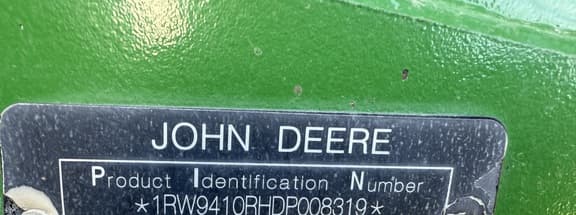 JOHN DEERE
Product Identification Number
*1RW9410RHDP008319*